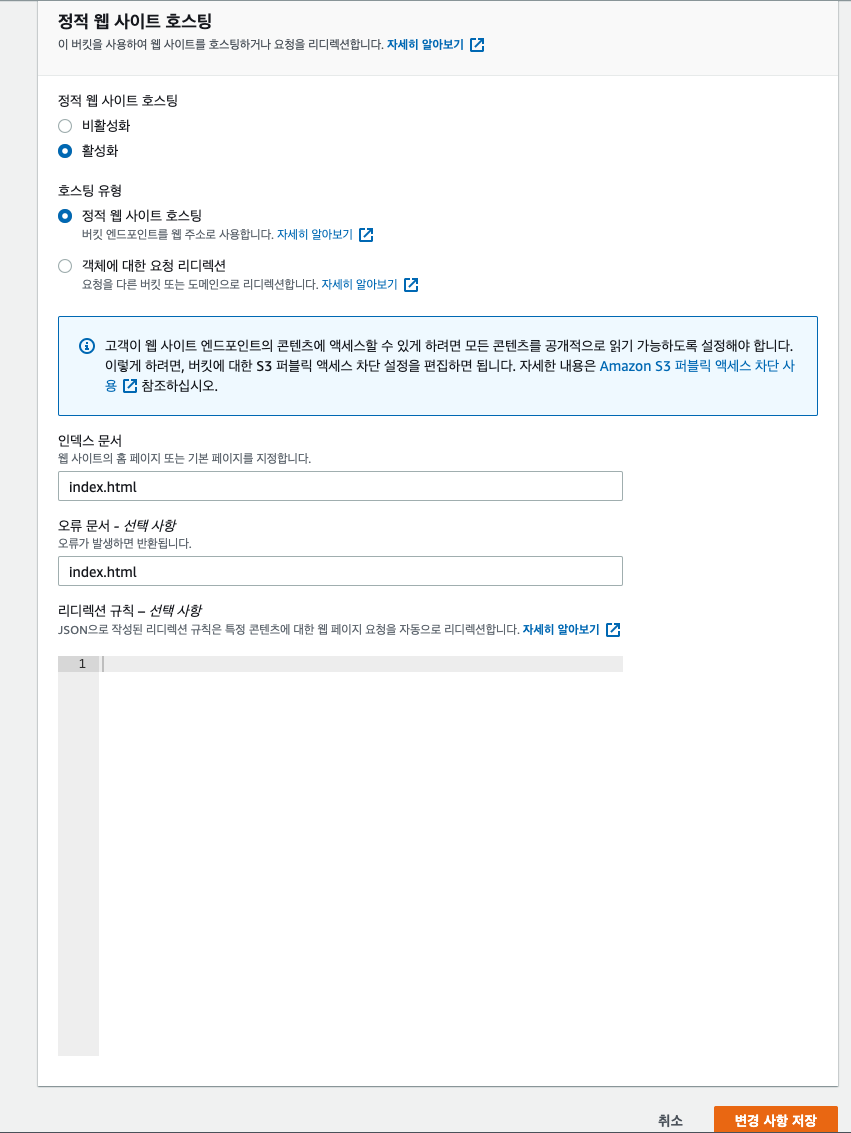 정적 웹 사이트 호스팅
이 버킷을 사용하여 웹 사이트를 호스팅하거나 요청을 리디렉션합니다. 자세히 알아보기
정적 웹 사이트 호스팅
비활성화
활성화
호스팅 유형
정적 웹 사이트 호스팅
버킷 엔드포인트를 웹 주소로 사용합니다. 자세히 알아보기
객체에 대한 요청 리디렉션
요청을 다른 버킷 또는 도메인으로 리디렉션합니다. 자세히 알아보기
고객이 웹 사이트 엔드포인트의 콘텐츠에 액세스할 수 있게 하려면 모든 콘텐츠를 공개적으로 읽기 가능하도록 설정해야 합니다.
이렇게 하려면, 버킷에 대한 S3 퍼블릭 액세스 차단 설정을 편집하면 됩니다. 자세한 내용은 Amazon S3 퍼블릭 액세스 차단 사
용 참조하십시오.
인덱스 문서
웹 사이트의 홈 페이지 또는 기본 페이지를 지정합니다.
index.html
오류 문서 - 선택 사항
오류가 발생하면 반환됩니다.
index.html
리디렉션 규칙 – 선택 사항
JSON으로 작성된 리디렉션 규칙은 특정 콘텐츠에 대한 웹 페이지 요청을 자동으로 리디렉션합니다. 자세히 알아보기
1
취소 변경 사항 저장